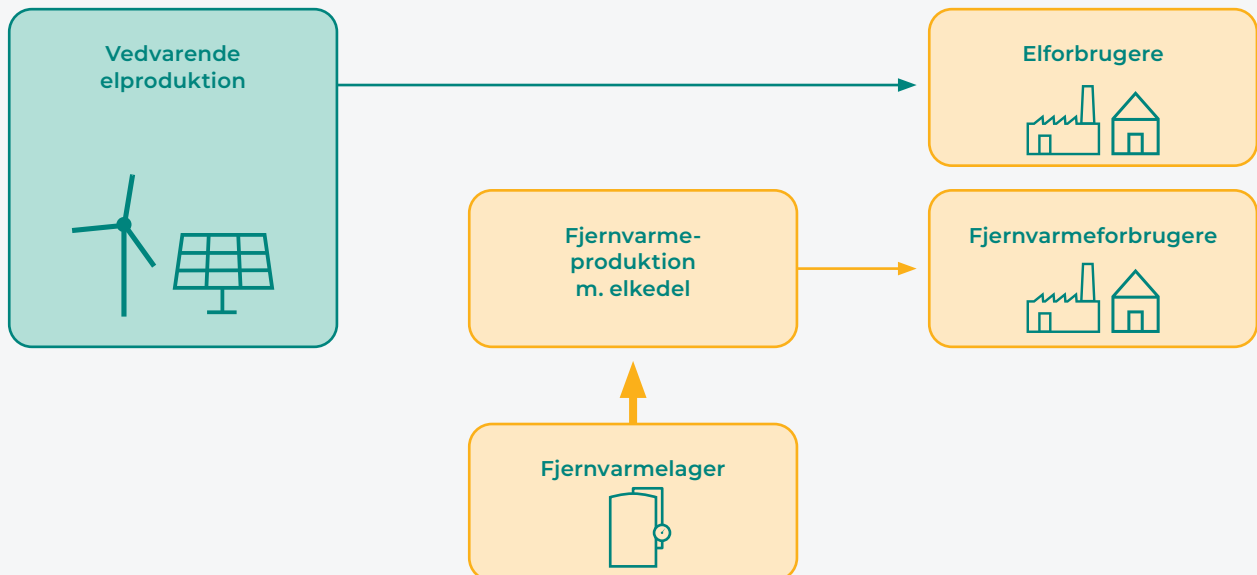 Vedvarende
elproduktion
Elforbrugere
Fjernvarme-
produktion
m. elkedel
Fjernvarmeforbrugere
Fjernvarmelager